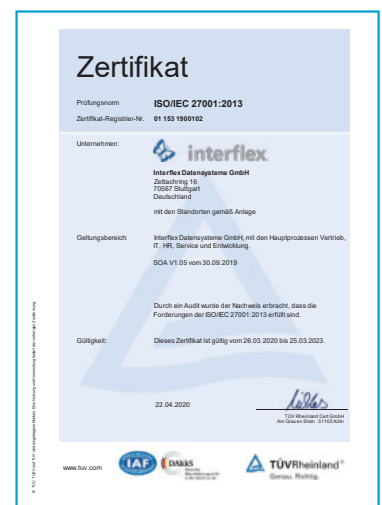 Zertifikat
Prüfungsnorm ISO/IEC 27001:2013
Zertifikat-Registrier-Nr. 01 153 1900102
Unternehmen:
interflex
Interflex Datensysteme GmbH
Zettachring 16
70567 Stuttgart
Deutschland
mit den Standorten gemäß Anlage
Geltungsbereich: Interflex Datensysteme GmbH, mit den Hauptprozessen Vertrieb,
IT, HR, Service und Entwicklung.
SOA V1.05 vom 30.09.2019
Durch ein Audit wurde der Nachweis erbracht, dass die
Forderungen der ISO/IEC 27001:2013 erfüllt sind.
Gültigkeit: Dieses Zertifikat ist gültig vom 26.03.2020 bis 25.03.2023.
22.04.2020
TÜV Rheinland Cert GmbH
Am Grauen Stein · 51105 Köln
www.tuv.com
IAF
DAkkS
Deutsche
Akkreditierungsstelle
TÜVRheinland®
Genau. Richtig.